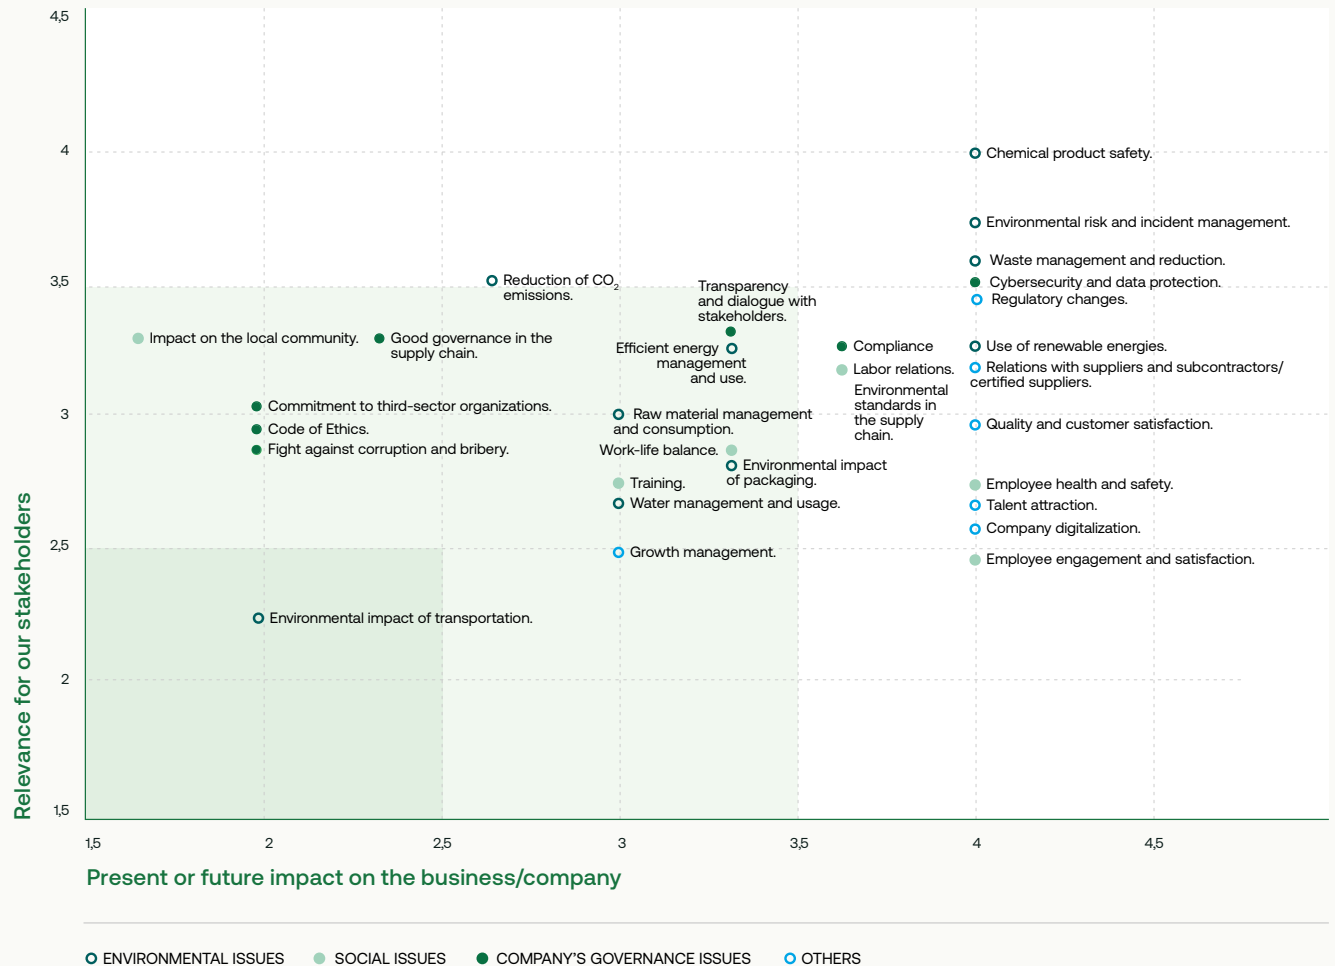 4,5
4
3,5
3
2,5
2
1,5
Relevance for our stakeholders
Chemical product safety.
Environmental risk and incident management.
Waste management and reduction.
Reduction of CO₂
emissions.
Cybersecurity and data protection.
Transparency
and dialogue with
stakeholders.
Regulatory changes.
Impact on the local community.
Good governance in the
supply chain.
Efficient energy
management
and use.
Compliance
Use of renewable energies.
Labor relations.
Relations with suppliers and subcontractors/
certified suppliers.
Environmental
standards in
the supply
chain.
Commitment to third-sector organizations.
Raw material management
and consumption.
Code of Ethics.
Quality and customer satisfaction.
Fight against corruption and bribery.
Work-life balance.
Environmental impact
of packaging.
Training.
Employee health and safety.
Water management and usage.
Talent attraction.
Company digitalization.
Growth management.
Employee engagement and satisfaction.
Environmental impact of transportation.
1,5 2 2,5 3 3,5 4 4,5
Present or future impact on the business/company
ENVIRONMENTAL ISSUES SOCIAL ISSUES COMPANY'S GOVERNANCE ISSUES OTHERS